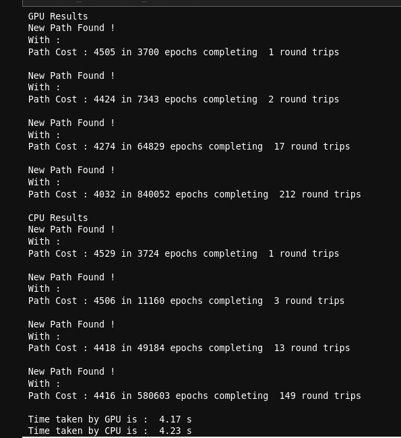 GPU Results
New Path Found !
With :
Path Cost : 4505 in 3700 epochs completing  1 round trips
New Path Found !
With :
Path Cost : 4424 in 7343 epochs completing  2 round trips
New Path Found !
With :
Path Cost : 4274 in 64829 epochs completing  17 round trips
New Path Found !
With :
Path Cost : 4032 in 840052 epochs completing  212 round trips
CPU Results
New Path Found !
With :
Path Cost : 4529 in 3724 epochs completing  1 round trips
New Path Found !
With :
Path Cost : 4506 in 11160 epochs completing  3 round trips
New Path Found !
With :
Path Cost : 4418 in 49184 epochs completing  13 round trips
New Path Found !
With :
Path Cost : 4416 in 580603 epochs completing  149 round trips
Time taken by GPU is :  4.17 s
Time taken by CPU is :  4.23 s